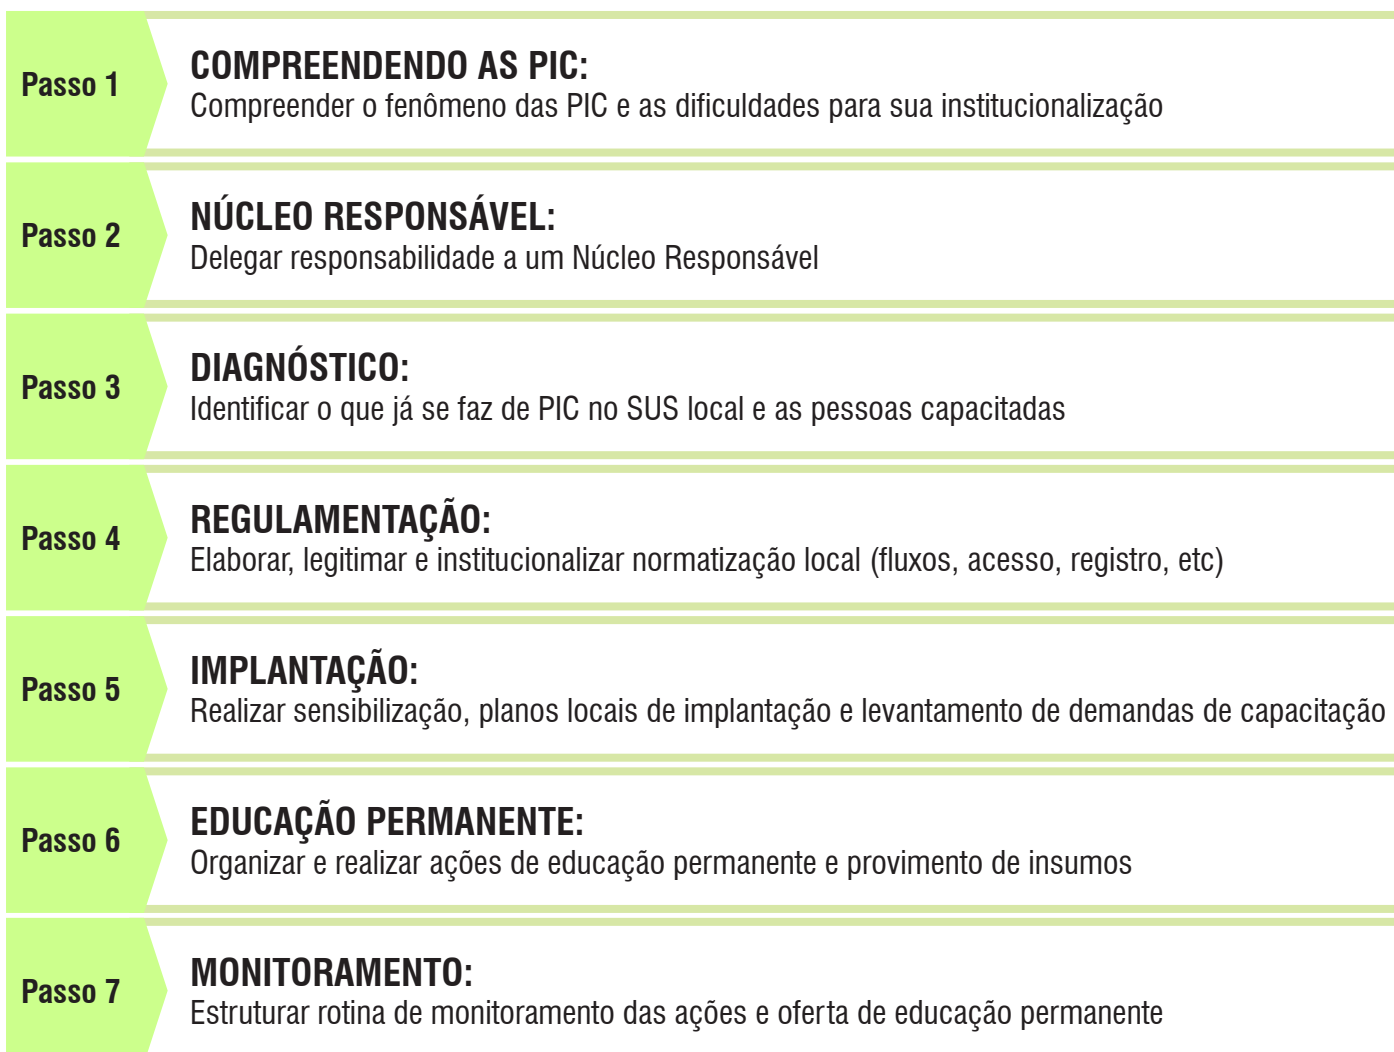 Passo 1
COMPREENDENDO AS PIC:
Compreender o fenômeno das PIC e as dificuldades para sua institucionalização
Passo 2
NÚCLEO RESPONSÁVEL:
Delegar responsabilidade a um Núcleo Responsável
Passo 3
DIAGNÓSTICO:
Identificar o que já se faz de PIC no SUS local e as pessoas capacitadas
Passo 4
REGULAMENTAÇÃO:
Elaborar, legitimar e institucionalizar normatização local (fluxos, acesso, registro, etc)
Passo 5
IMPLANTAÇÃO:
Realizar sensibilização, planos locais de implantação e levantamento de demandas de capacitação
Passo 6
EDUCAÇÃO PERMANENTE:
Organizar e realizar ações de educação permanente e provimento de insumos
Passo 7
MONITORAMENTO:
Estruturar rotina de monitoramento das ações e oferta de educação permanente